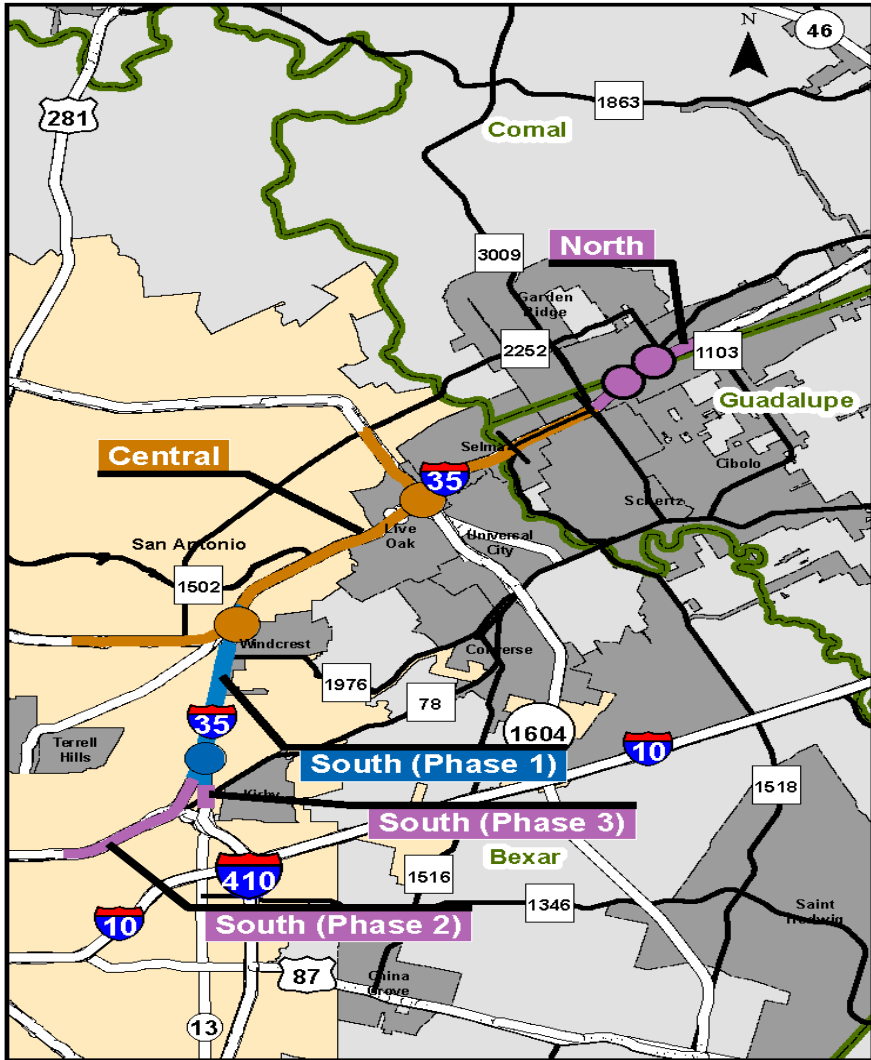 N
46
281
1863
Comal
North
3009
Garden
Ridge
2252
1103
Guadalupe
Selma
Central
35
Cibolo
Schertz
Live
Oak
Universal
City
San Antonio
1502
Windcrest
Converse
1976
78
35
1604
10
Terrell
Hills
South (Phase 1)
1518
Kirby
South (Phase 3)
Bexar
410
1516
1346
Saint
Hedwig
10
South (Phase 2)
87
China
Grove
13